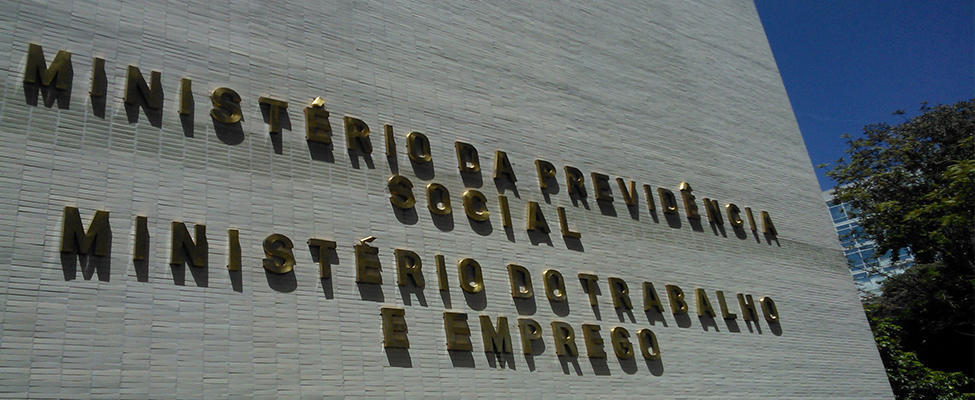 MINISTÉRIO DA PREVIDÊNCIA
SOCIAL
MINISTÉRIO DO TRABALHO
E EMPREGO